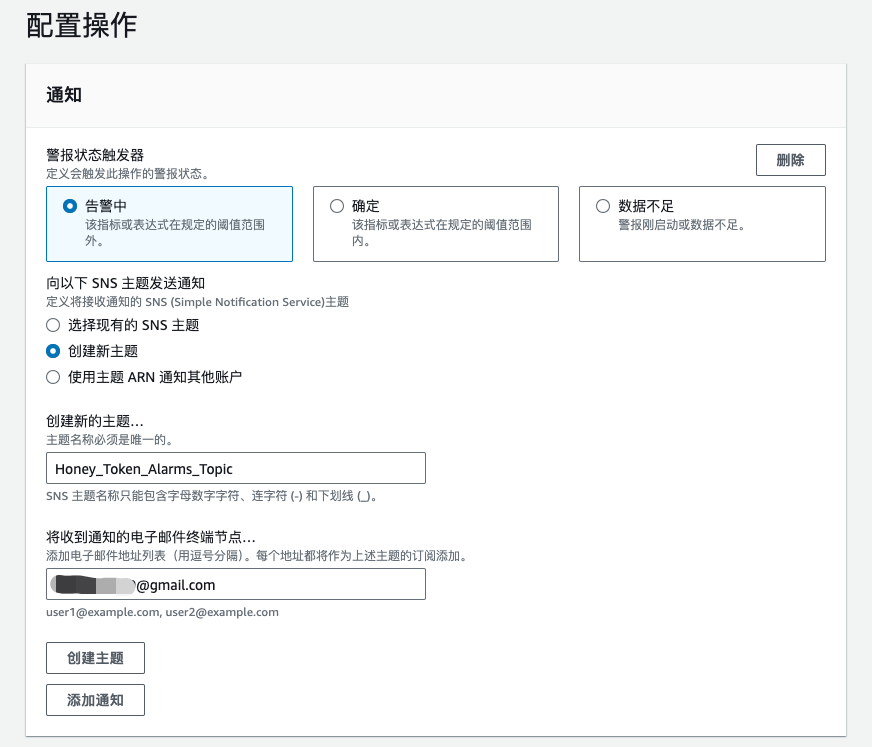 配置操作
通知
警报状态触发器
定义会触发此操作的警报状态。
删除
告警中
该指标或表达式在规定的阈值范围
外。
确定
该指标或表达式在规定的阈值范围
内。
数据不足
警报刚启动或数据不足。
向以下 SNS 主题发送通知
定义将接收通知的 SNS (Simple Notification Service)主题
选择现有的 SNS 主题
创建新主题
使用主题 ARN 通知其他账户
创建新的主题…
主题名称必须是唯一的。
Honey_Token_Alarms_Topic
SNS 主题名称只能包含字母数字字符、连字符 (-) 和下划线 (_)。
将收到通知的电子邮件终端节点…
添加电子邮件地址列表（用逗号分隔）。每个地址都将作为上述主题的订阅添加。
@gmail.com
user1@example.com, user2@example.com
创建主题
添加通知